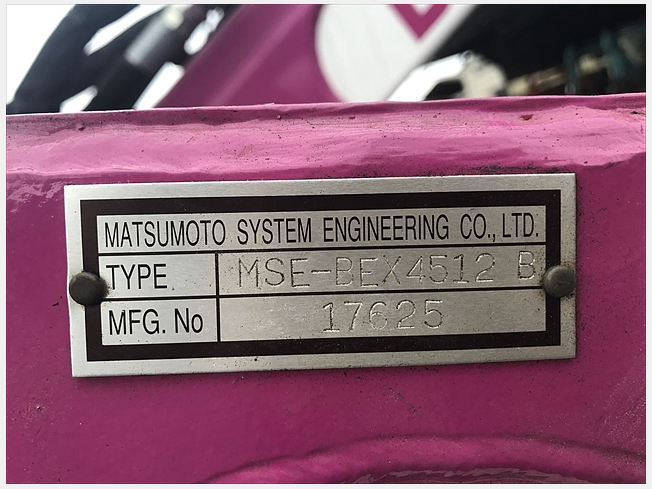 MATSUMOTO SYSTEM ENGINEERING CO., LTD.
TYPE MSE-BEX4512 B
MFG. No 17625